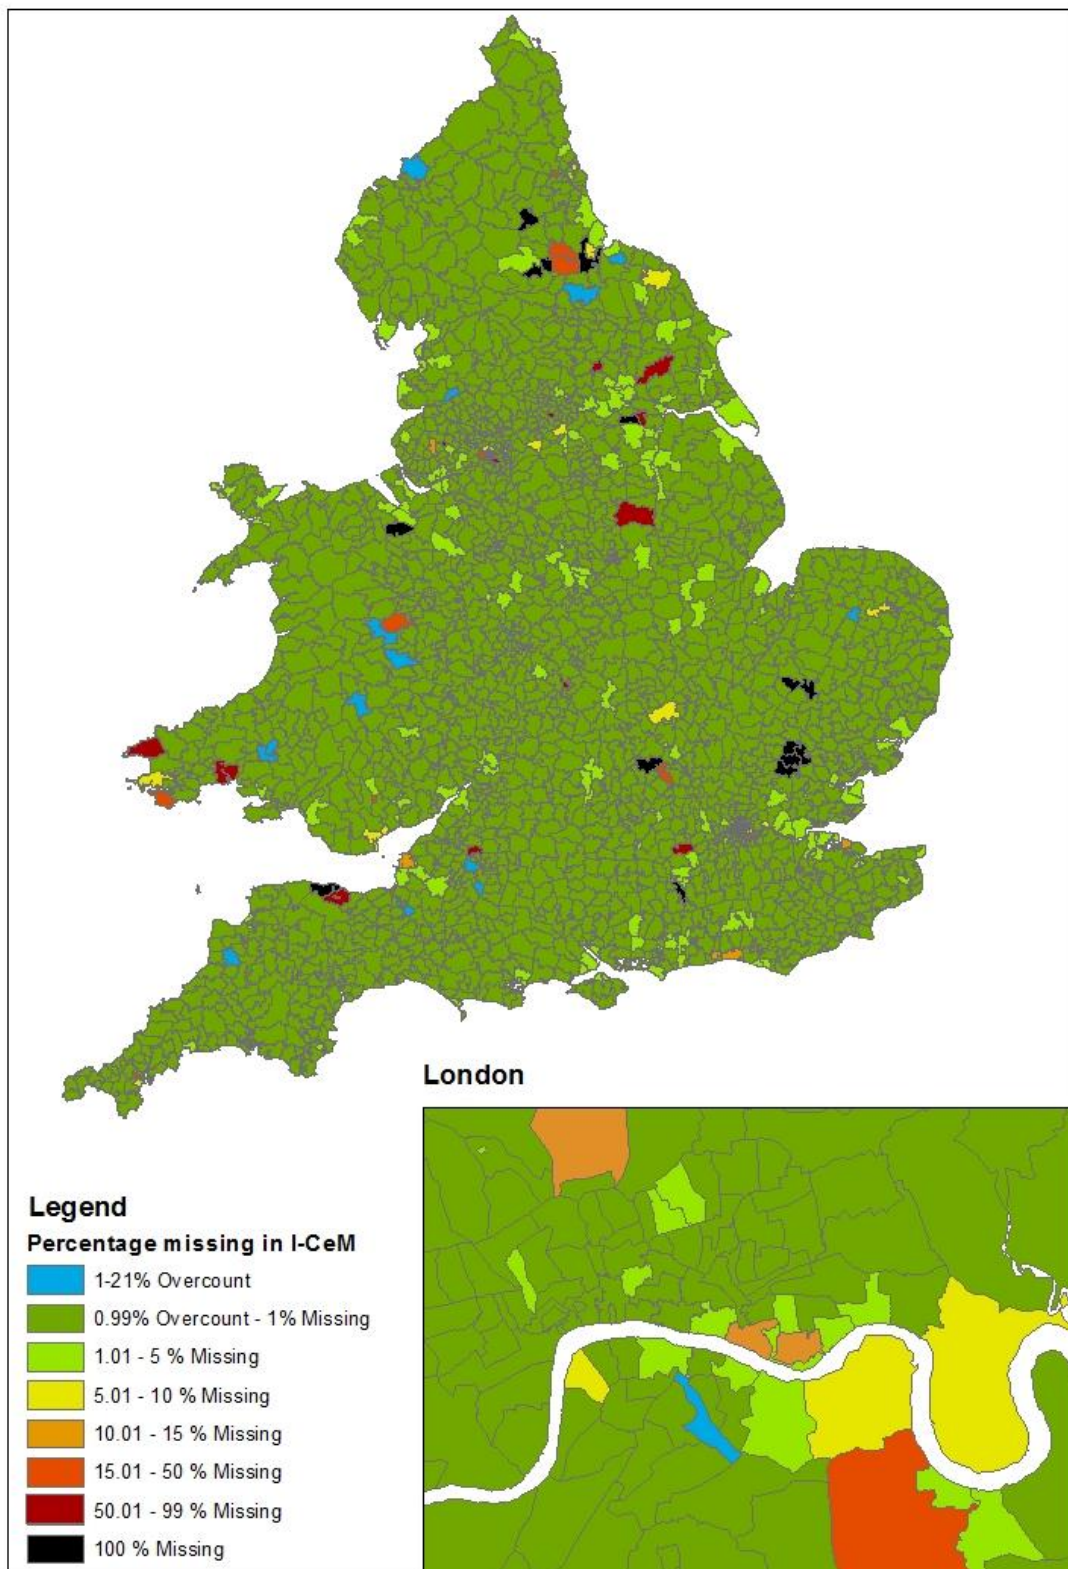 London
Legend
Percentage missing in I-CeM
1-21% Overcount
0.99% Overcount - 1% Missing
1.01 - 5 % Missing
5.01 - 10 % Missing
10.01 - 15 % Missing
15.01 - 50 % Missing
50.01 - 99 % Missing
100 % Missing